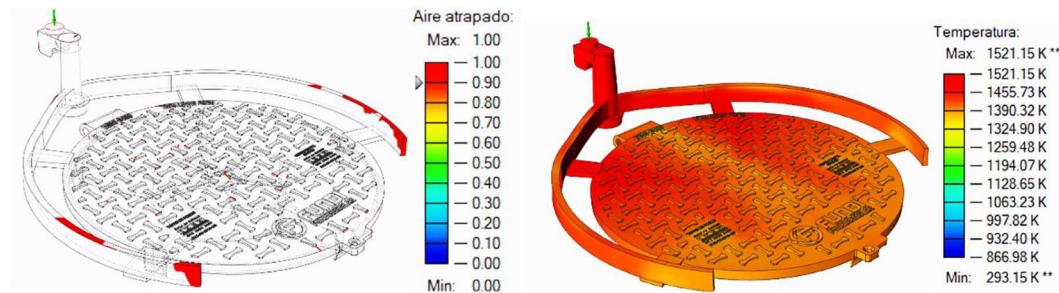 Aire atrapado:
Max: 1.00
1.00
0.90
0.80
0.70
0.60
0.50
0.40
0.30
0.20
0.10
0.00
Min: 0.00
Temperatura:
Max: 1521.15 K **
1521.15 K
1455.73 K
1390.32 K
1324.90 K
1259.48 K
1194.07 K
1128.65 K
1063.23 K
997.82 K
932.40 K
866.98 K
Min: 293.15 K **